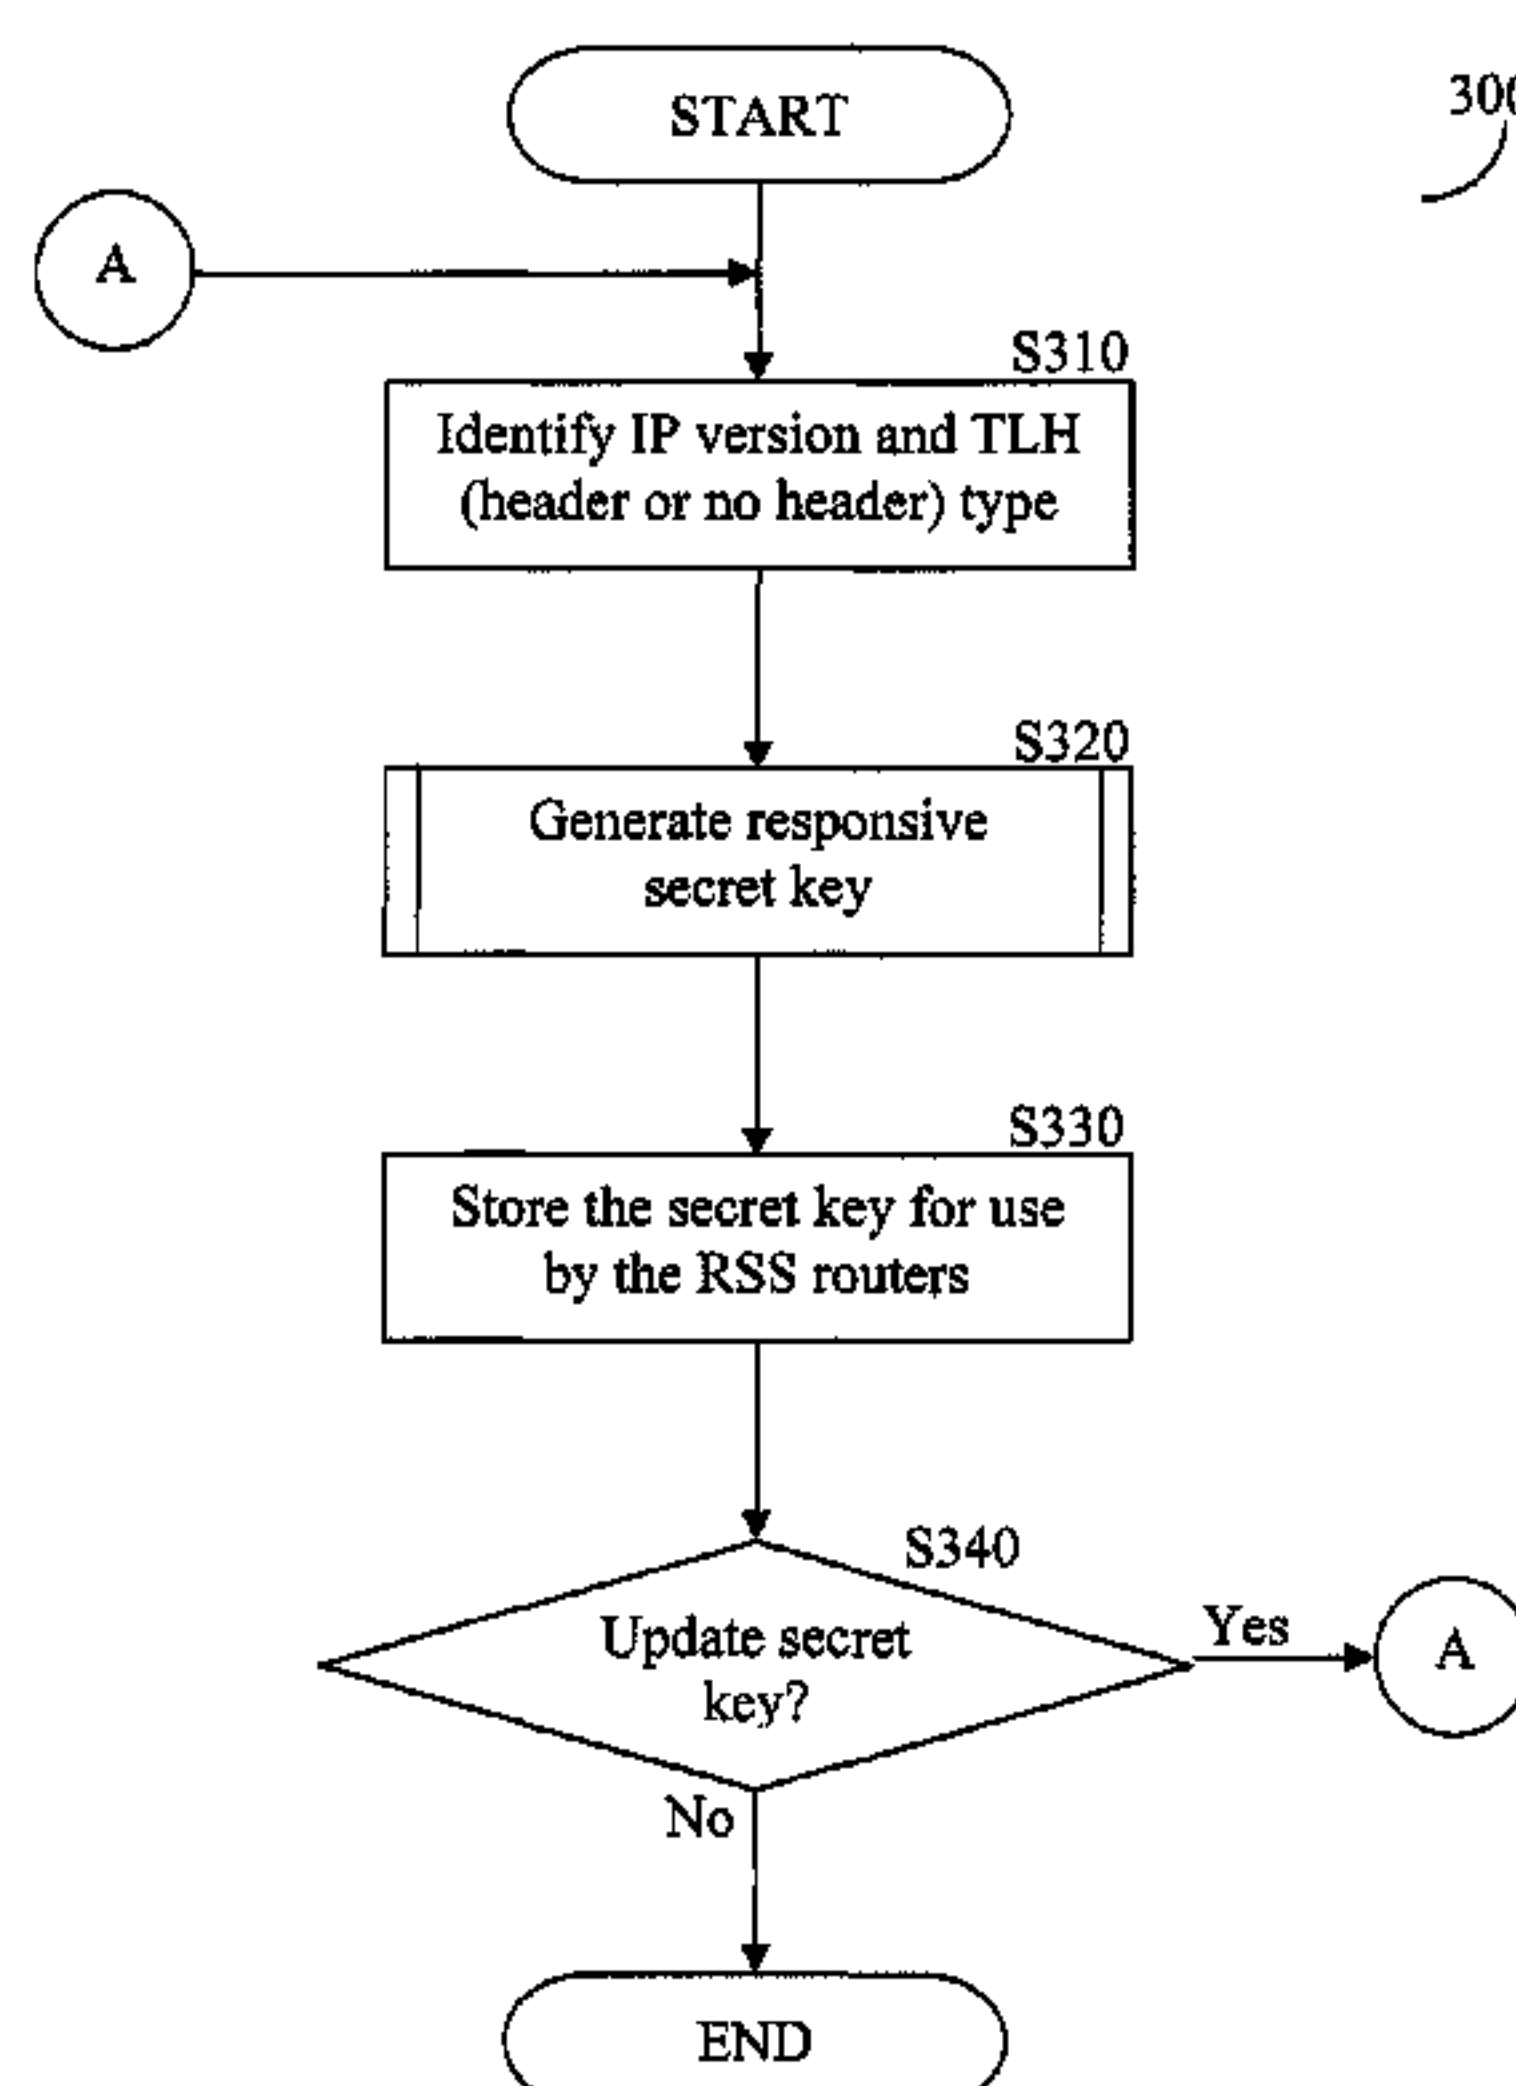 START
300
A
S310
Identify IP version and TLH
(header or no header) type
S320
Generate responsive
secret key
S330
Store the secret key for use
by the RSS routers
S340
Update secret
key?
Yes
A
No
END